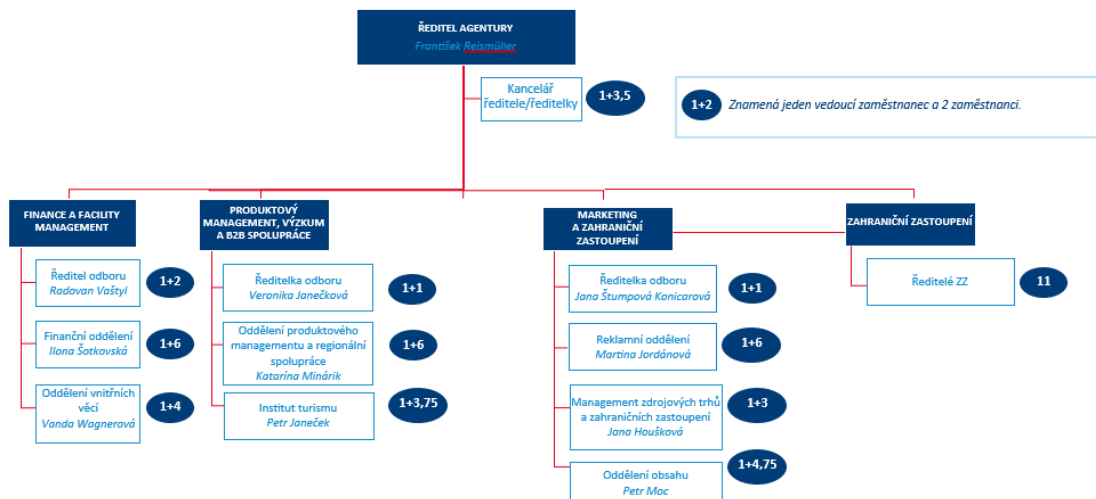 ŘEDITEL AGENTURY
František Reismüller
Kancelář
ředitele/ředitelky
1+3,5
1+2
Znamená jeden vedoucí zaměstnanec a 2 zaměstnanci.
FINANCE A FACILITY
MANAGEMENT
Ředitel odboru
Radovan Vaštyl
1+2
Finanční oddělení
Ilona Šotkovská
1+6
Oddělení vnitřních
věcí
Vanda Wagnerová
1+4
PRODUKTOVÝ
MANAGEMENT, VÝZKUM
A B2B SPOLUPRÁCE
Ředitelka odboru
Veronika Janečková
1+1
Oddělení produktového
managementu a regionální
spolupráce
Katarína Minárik
1+6
Institut turismu
Petr Janeček
1+3,75
MARKETING
A ZAHRANIČNÍ
ZASTOUPENÍ
Ředitelka odboru
Jana Štumpová Konicarová
1+1
Reklamní oddělení
Martina Jordánová
1+6
Management zdrojových trhů
a zahraničních zastoupení
Jana Houšková
1+3
Oddělení obsahu
Petr Moc
1+4,75
ZAHRANIČNÍ ZASTOUPENÍ
Ředitelé ZZ
11